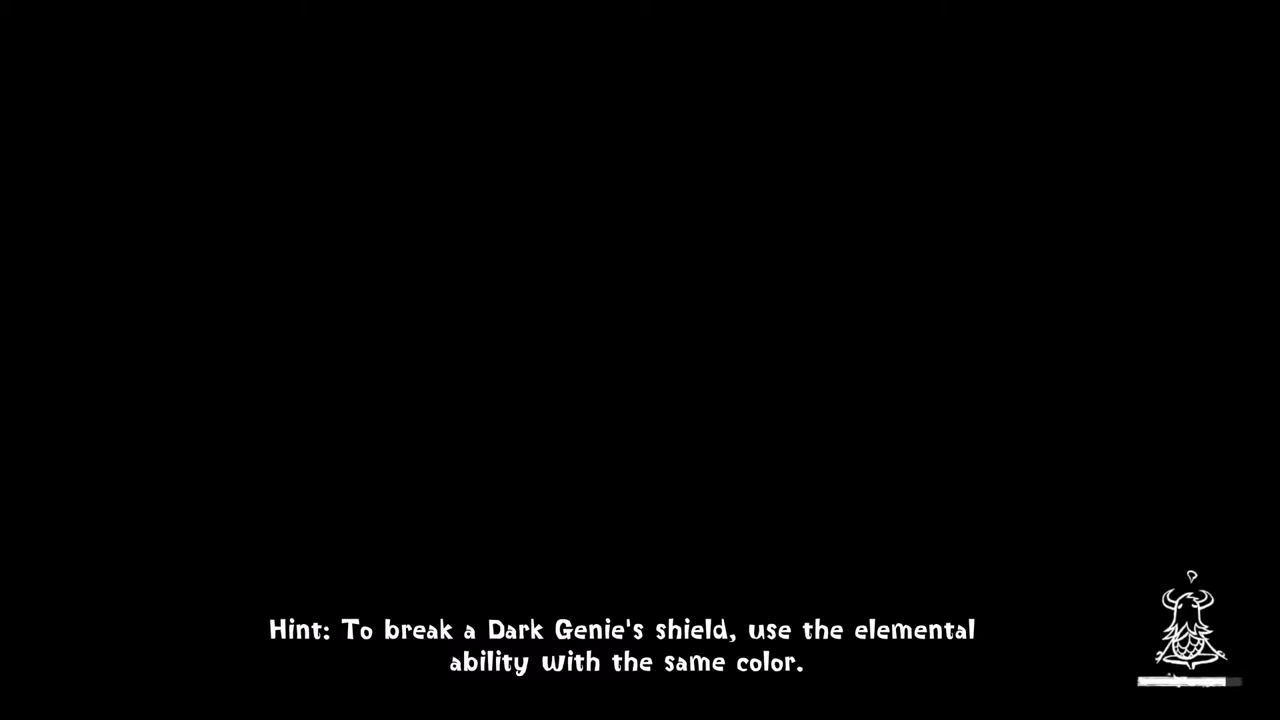 Hint: To break a Dark Genie's shield, use the elemental
ability with the same color.